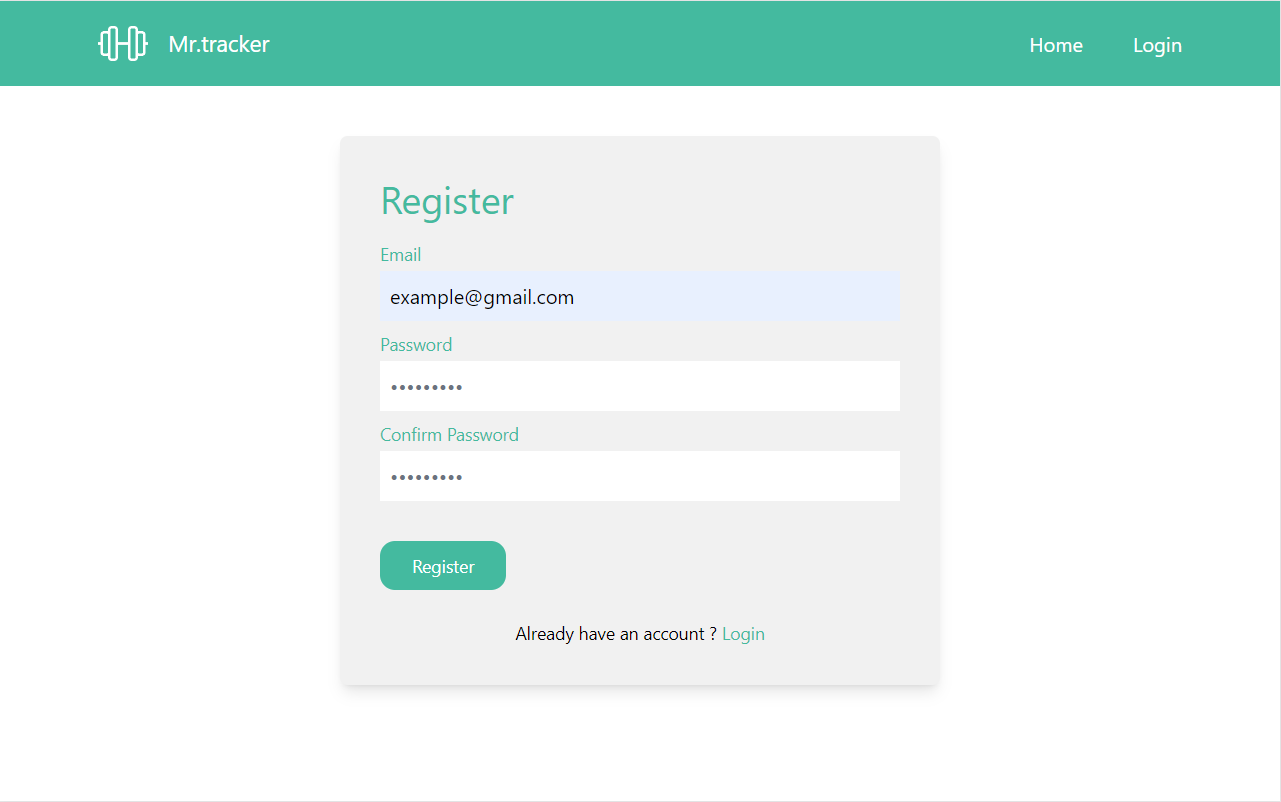 Mr.tracker
Home Login
Register
Email
example@gmail.com
Password
•••••••••
Confirm Password
•••••••••
Register
Already have an account ? Login